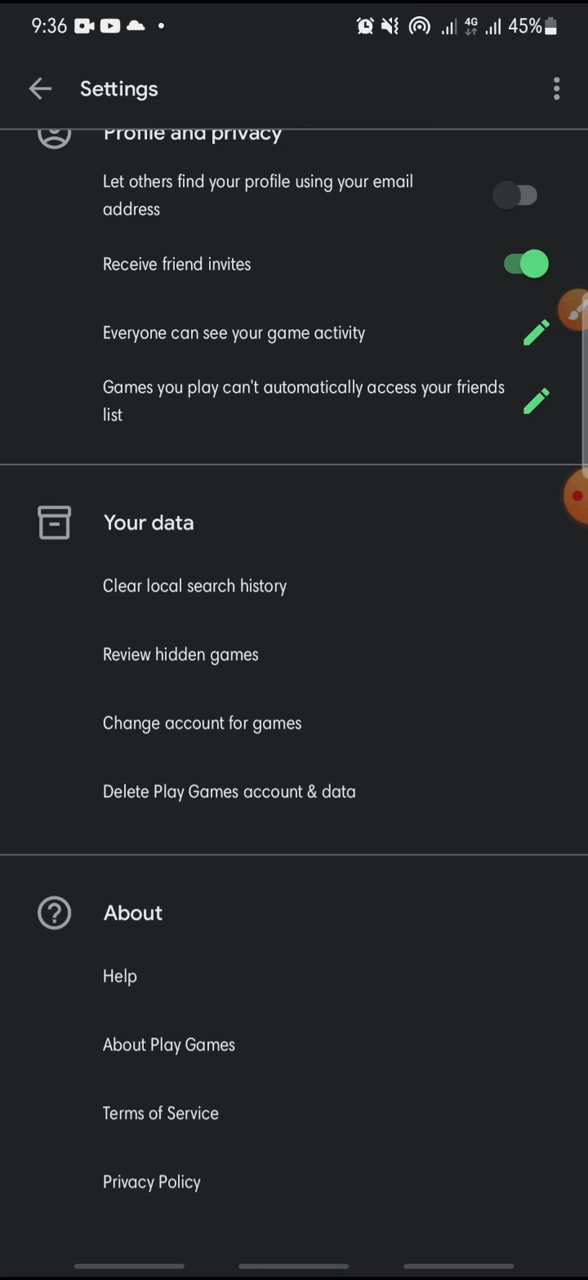 9:36
4G
45%
Settings
Profile and privacy
Let others find your profile using your email
address
Receive friend invites
Everyone can see your game activity
Games you play can't automatically access your friends
list
Your data
Clear local search history
Review hidden games
Change account for games
Delete Play Games account & data
About
Help
About Play Games
Terms of Service
Privacy Policy